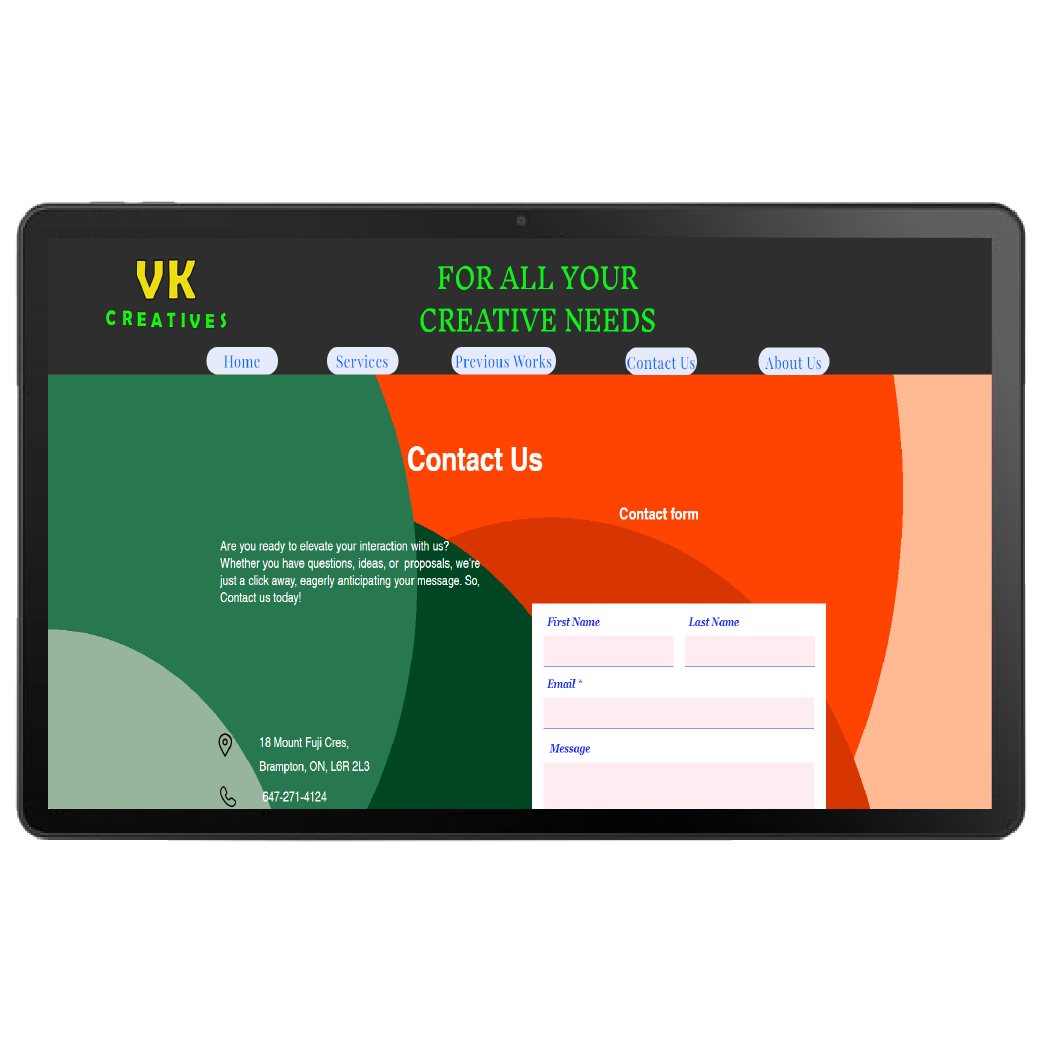 VK
CREATIVES
FOR ALL YOUR
CREATIVE NEEDS
Home
Services
Previous Works
Contact Us
About Us
Contact Us
Contact form
Are you ready to elevate your interaction with us?
Whether you have questions, ideas, or proposals, we're
just a click away, eagerly anticipating your message. So,
Contact us today!
First Name
Last Name
Email *
Message
18 Mount Fuji Cres,
Brampton, ON, L6R 2L3
647-271-4124